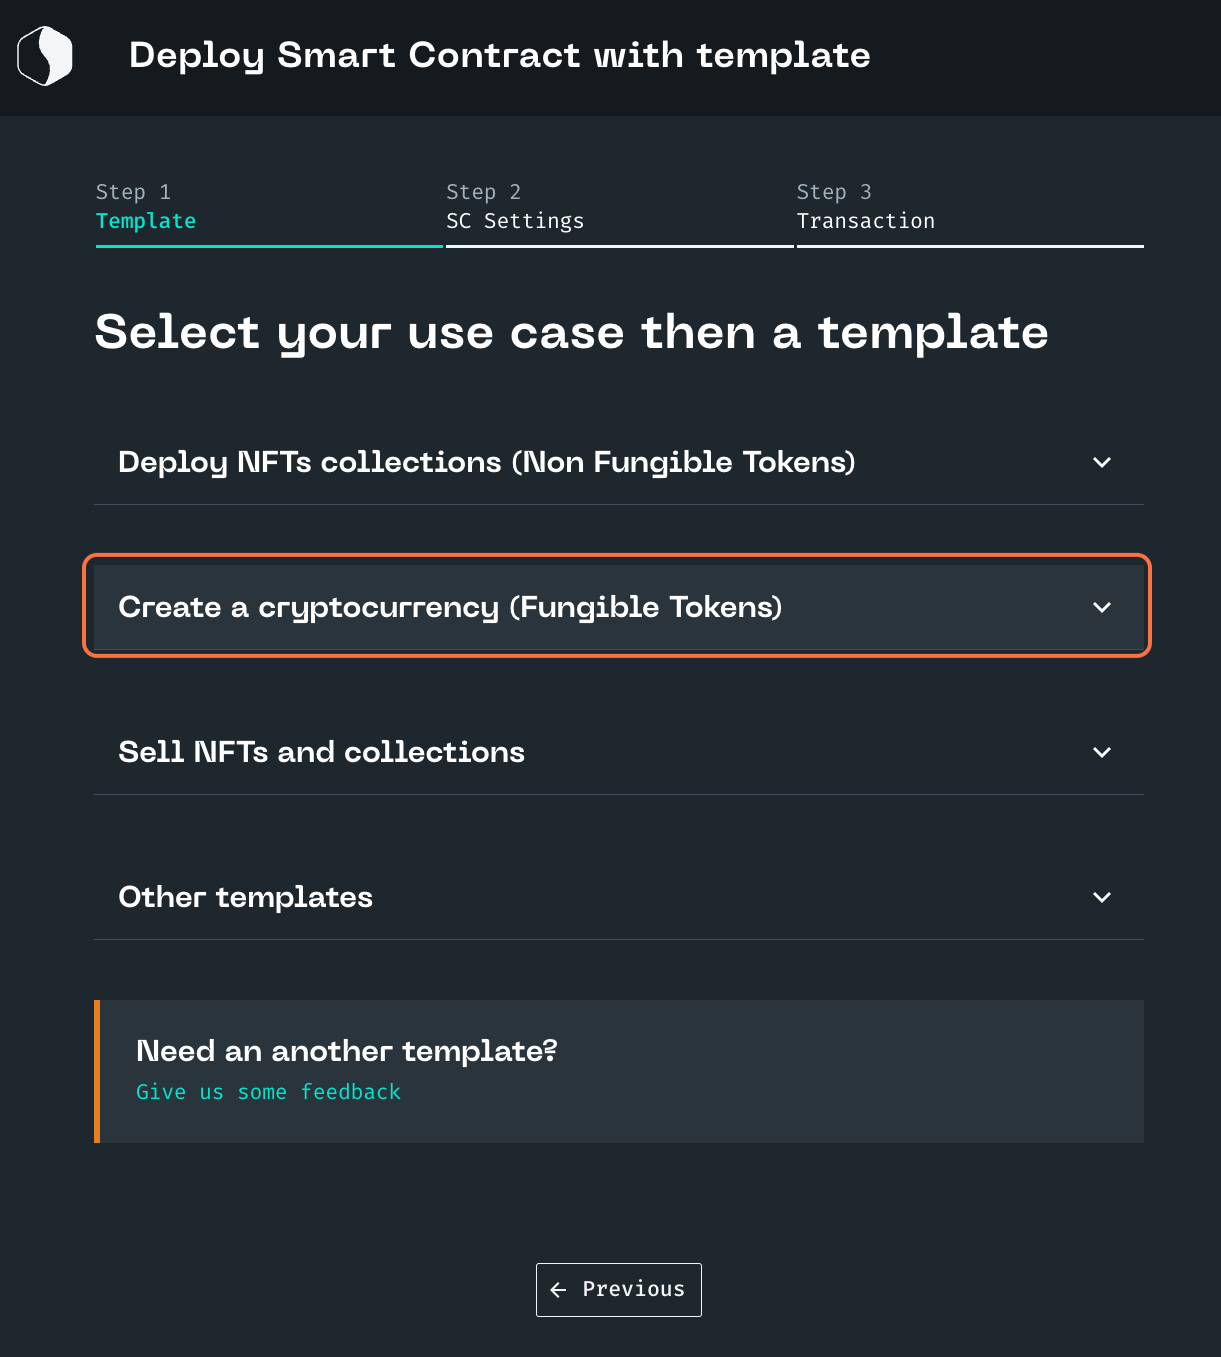 Deploy Smart Contract with template
Step 1
Template
Step 2
SC Settings
Step 3
Transaction
Select your use case then a template
Deploy NFTs collections (Non Fungible Tokens)
Create a cryptocurrency (Fungible Tokens)
Sell NFTs and collections
Other templates
Need an another template?
Give us some feedback
← Previous